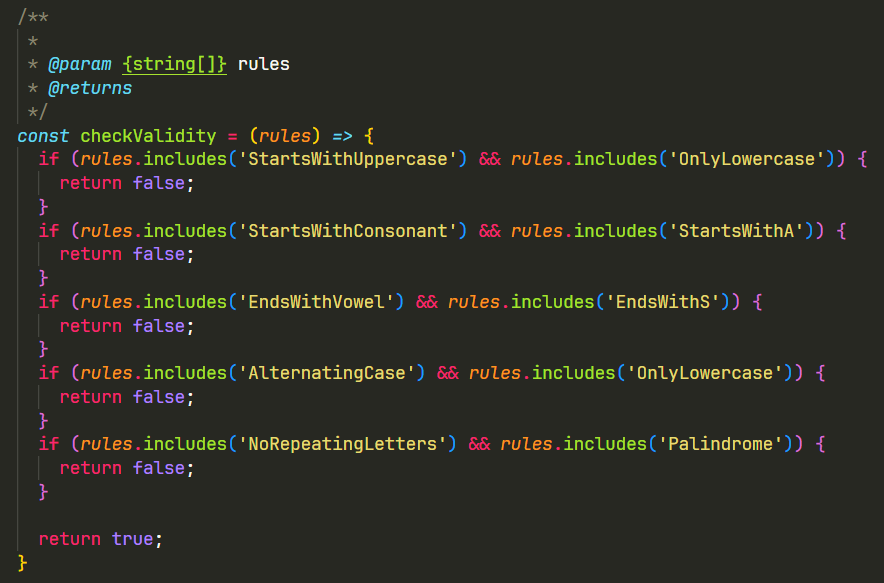 /**
 *
 * @param {string[]} rules
 * @returns
 */
const checkValidity = (rules) => {
  if (rules.includes('StartsWithUppercase') && rules.includes('OnlyLowercase')) {
    return false;
  }
  if (rules.includes('StartsWithConsonant') && rules.includes('StartsWithA')) {
    return false;
  }
  if (rules.includes('EndsWithVowel') && rules.includes('EndsWithS')) {
    return false;
  }
  if (rules.includes('AlternatingCase') && rules.includes('OnlyLowercase')) {
    return false;
  }
  if (rules.includes('NoRepeatingLetters') && rules.includes('Palindrome')) {
    return false;
  }

  return true;
}